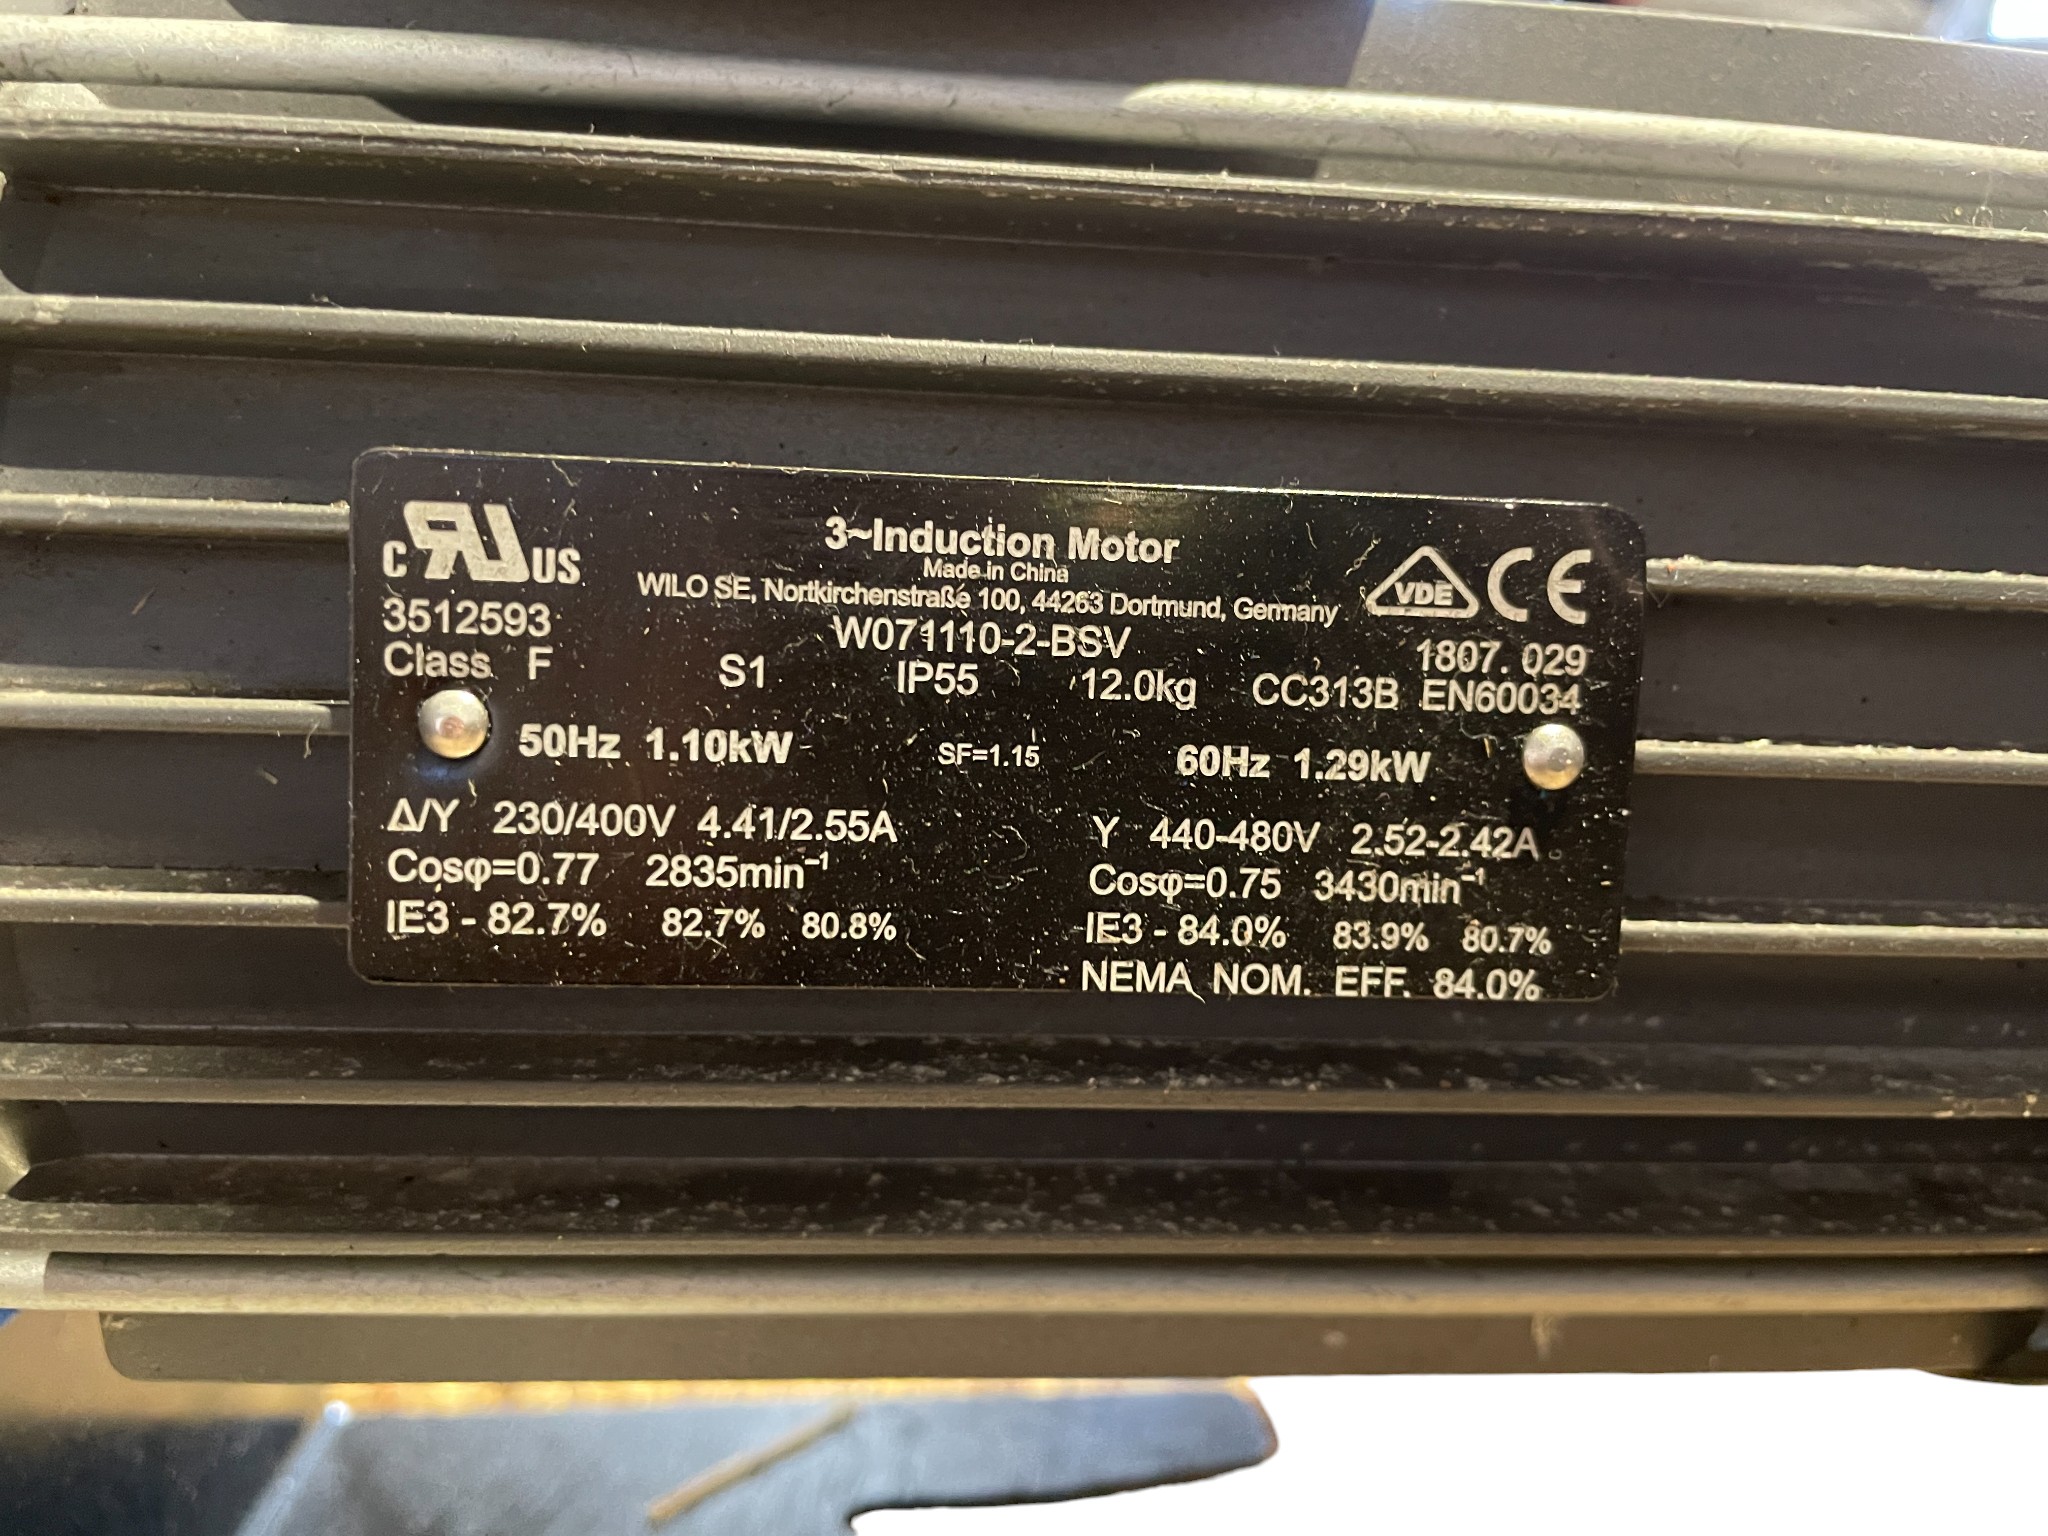 c RU US
3~Induction Motor
Made in China
WILO SE, Nortkirchenstraße 100, 44263 Dortmund, Germany
VDE CE
3512593
W071110-2-BSV
1807. 029
Class F S1 IP55 12.0kg CC313B EN60034
50Hz 1.10kW SF=1.15 60Hz 1.29kW
Δ/Y 230/400V 4.41/2.55A
Cosφ=0.77 2835min⁻¹
IE3 - 82.7% 82.7% 80.8%
Y 440-480V 2.52-2.42A
Cosφ=0.75 3430min⁻¹
IE3 - 84.0% 83.9% 80.7%
NEMA NOM. EFF. 84.0%